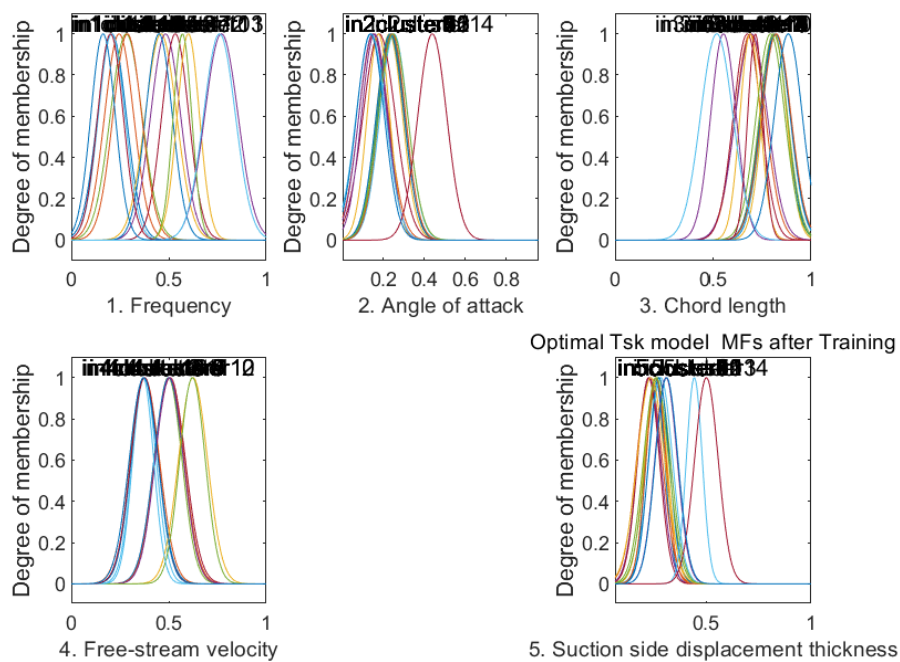 1
0.8
0.6
0.4
0.2
0
Degree of membership
0 0.5 1
1. Frequency
1
0.8
0.6
0.4
0.2
0
Degree of membership
0.2 0.4 0.6 0.8
2. Angle of attack
1
0.8
0.6
0.4
0.2
0
Degree of membership
0 0.5 1
3. Chord length
1
0.8
0.6
0.4
0.2
0
Degree of membership
0 0.5 1
4. Free-stream velocity
Optimal Tsk model MFs after Training
1
0.8
0.6
0.4
0.2
0
Degree of membership
0 0.5 1
5. Suction side displacement thickness